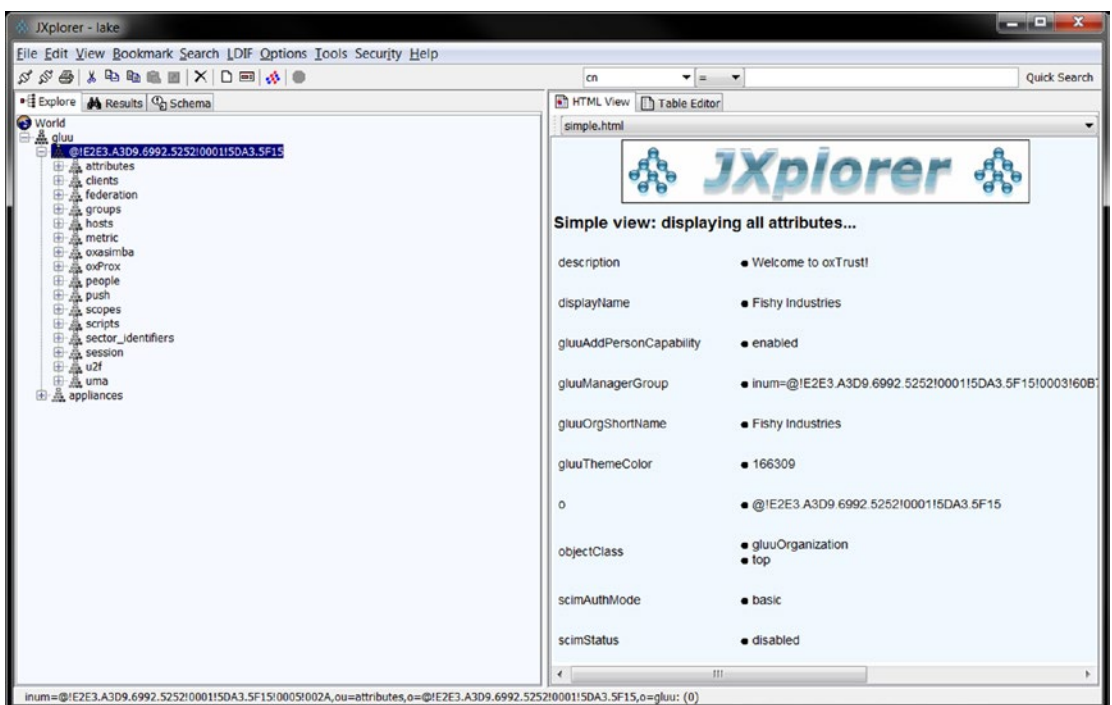 JXplorer - lake
File Edit View Bookmark Search LDIF Options Tools Security Help
cn = Quick Search
Explore Results Schema
World
gluu
@!E2E3.A3D9.6992.5252!0001!5DA3.5F15
attributes
clients
federation
groups
hosts
metric
oxasimba
oxProx
people
push
scopes
scripts
sector_identifiers
session
u2f
uma
appliances
HTML View Table Editor
simple.html
JXplorer
Simple view: displaying all attributes...
description • Welcome to oxTrust!
displayName • Fishy Industries
gluuAddPersonCapability • enabled
gluuManagerGroup • inum=@!E2E3.A3D9.6992.5252!0001!5DA3.5F15!0003!60B7
gluuOrgShortName • Fishy Industries
gluuThemeColor • 166309
o • @!E2E3.A3D9.6992.5252!0001!5DA3.5F15
objectClass • gluuOrganization
• top
scimAuthMode • basic
scimStatus • disabled
inum=@!E2E3.A3D9.6992.5252!0001!5DA3.5F15!0005!002A,ou=attributes,o=@!E2E3.A3D9.6992.5252!0001!5DA3.5F15,o=gluu: (0)